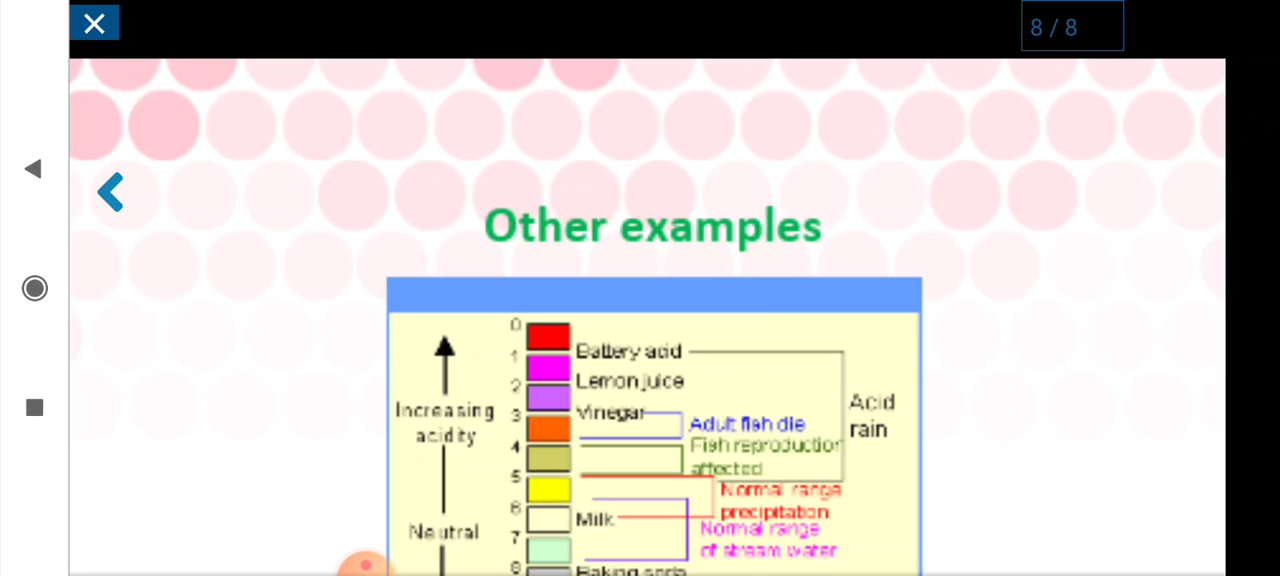 8 / 8
Other examples
0
Battery acid
1
Lemon juice
2
Increasing
acidity
Vinegar
3
Acid
rain
Adult fish die
4
Fish reproduction
affected
5
Normal range
precipitation
6
Milk
Neutral
Normal range
of stream water
7
8
Baking soda